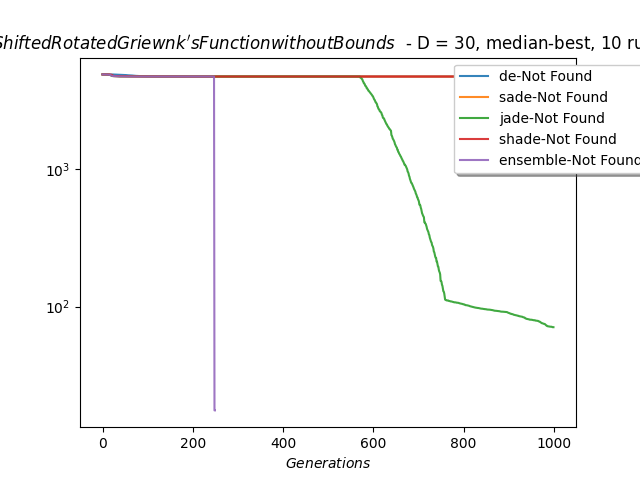 ShiftedRotatedGriewnk'sFunctionwithoutBounds - D = 30, median-best, 10 ru
de-Not Found
sade-Not Found
jade-Not Found
shade-Not Found
ensemble-Not Found
10³
10²
0 200 400 600 800 1000
Generations